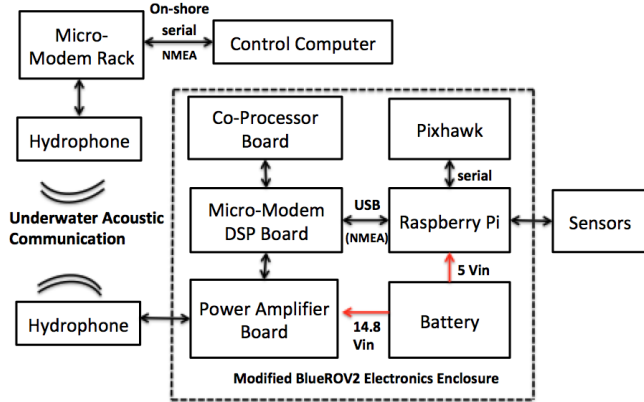 On-shore
serial
NMEA
Micro-
Modem Rack
Control Computer
Hydrophone
Co-Processor
Board
Pixhawk
serial
Underwater Acoustic
Communication
Micro-Modem
DSP Board
USB
(NMEA)
Raspberry Pi
Sensors
5 Vin
Hydrophone
Power Amplifier
Board
14.8
Vin
Battery
Modified BlueROV2 Electronics Enclosure